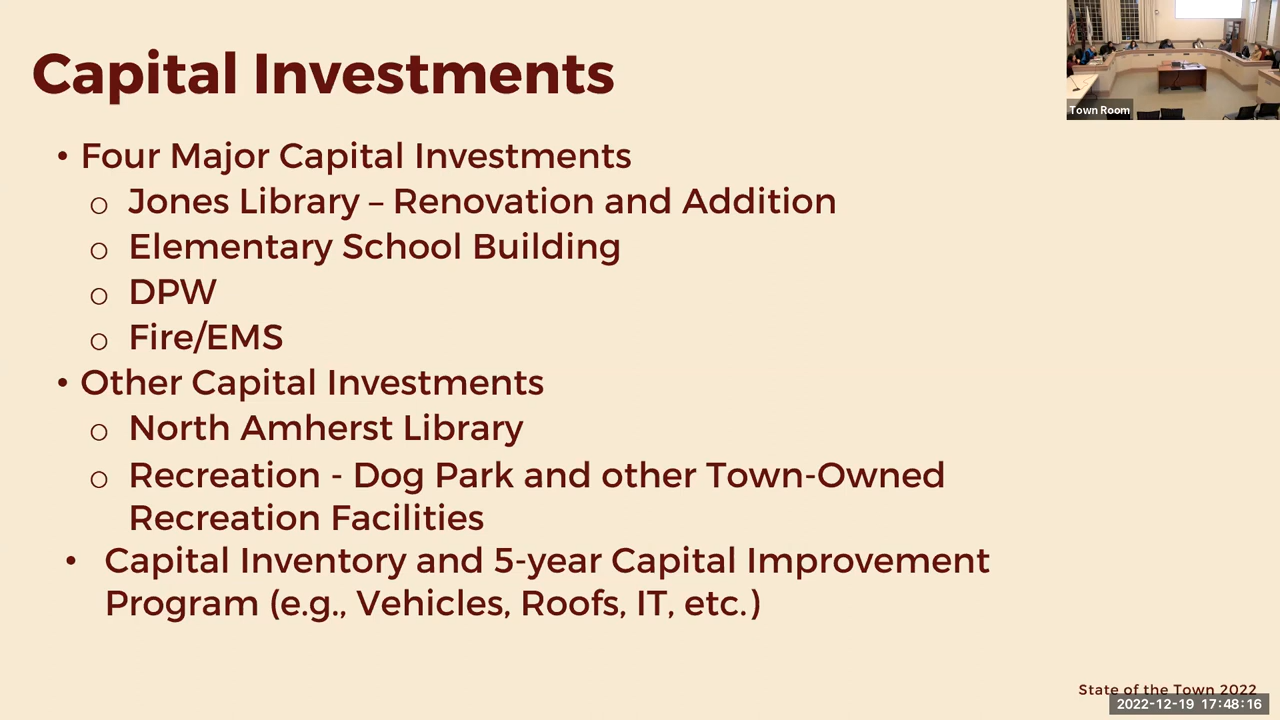 Capital Investments
Town Room
• Four Major Capital Investments
o Jones Library – Renovation and Addition
o Elementary School Building
o DPW
o Fire/EMS
• Other Capital Investments
o North Amherst Library
o Recreation - Dog Park and other Town-Owned
Recreation Facilities
• Capital Inventory and 5-year Capital Improvement
Program (e.g., Vehicles, Roofs, IT, etc.)
State of the Town 2022
2022-12-19 17:48:16